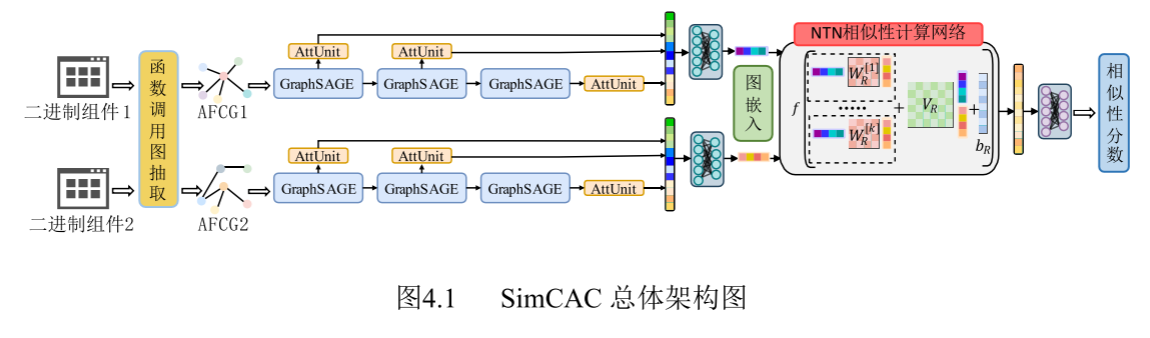 二进制组件1
函数调用图抽取
AFCG1
AttUnit
AttUnit
GraphSAGE
GraphSAGE
GraphSAGE
AttUnit
二进制组件2
AFCG2
AttUnit
AttUnit
GraphSAGE
GraphSAGE
GraphSAGE
AttUnit
图嵌入
NTN相似性计算网络
f
W_R^[1]
······
W_R^[k]
+
V_R
+
b_R
相似性分数
图4.1 SimCAC 总体架构图